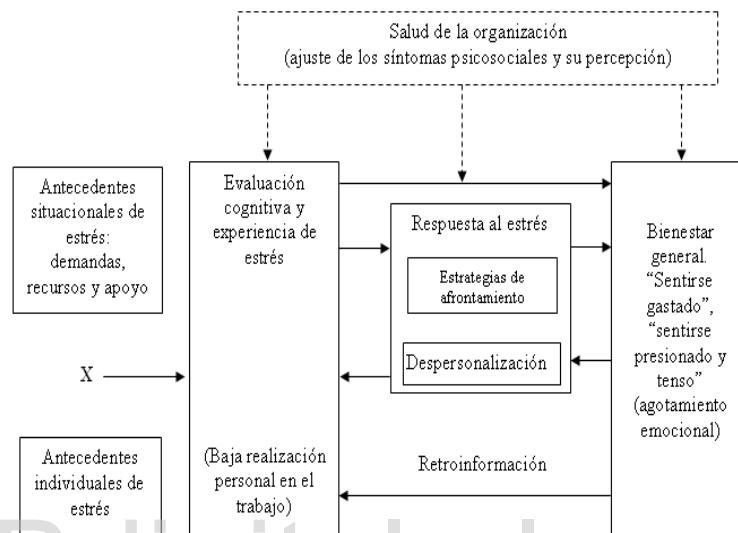 Salud de la organización
(ajuste de los síntomas psicosociales y su percepción)
Antecedentes
situacionales de
estrés:
demandas,
recursos y apoyo
X
Antecedentes
individuales de
estrés
Evaluación
cognitiva y
experiencia de
estrés
(Baja realización
personal en el
trabajo)
Respuesta al estrés
Estrategias de
afrontamiento
Despersonalización
Retroinformación
Bienestar
general.
“Sentirse
gastado”,
“sentirse
presionado y
tenso”
(agotamiento
emocional)